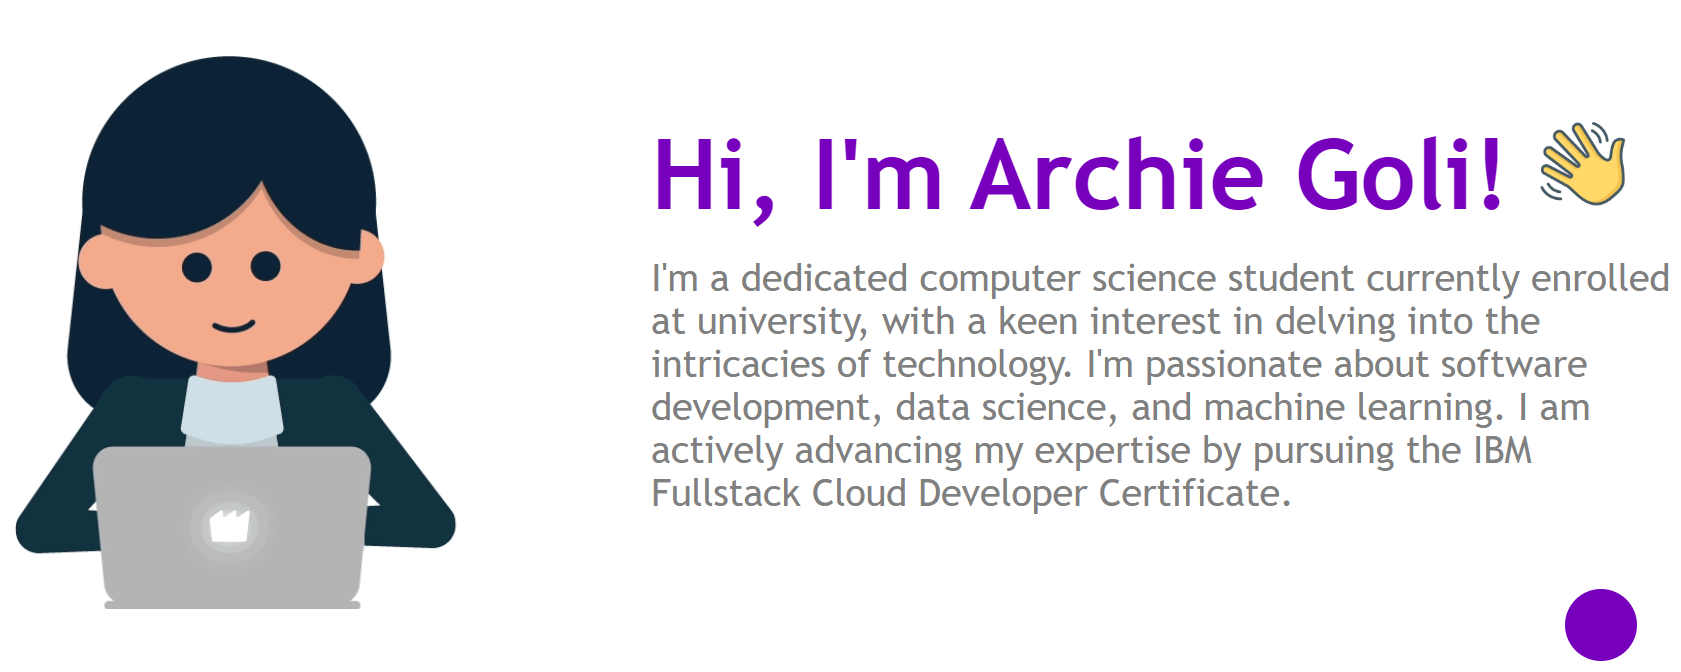 Hi, I'm Archie Goli!
I'm a dedicated computer science student currently enrolled
at university, with a keen interest in delving into the
intricacies of technology. I'm passionate about software
development, data science, and machine learning. I am
actively advancing my expertise by pursuing the IBM
Fullstack Cloud Developer Certificate.